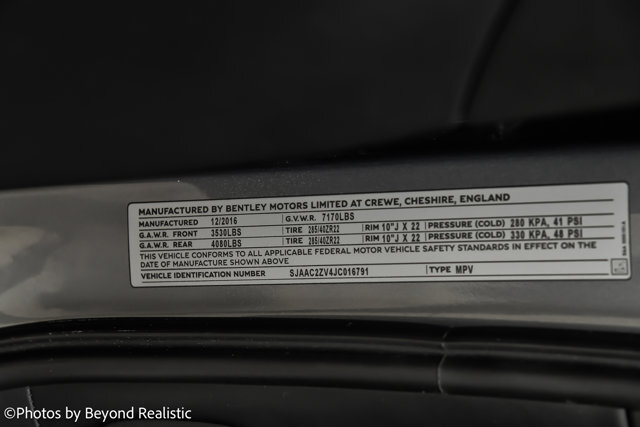 MANUFACTURED BY BENTLEY MOTORS LIMITED AT CREWE, CHESHIRE, ENGLAND
MANUFACTURED 12/2016 G.V.W.R. 7170LBS
G.A.W.R. FRONT 3530LBS TIRE 285/40ZR22 RIM 10"J X 22 PRESSURE (COLD) 280 KPA, 41 PSI
G.A.W.R. REAR 4080LBS TIRE 285/40ZR22 RIM 10"J X 22 PRESSURE (COLD) 330 KPA, 48 PSI
THIS VEHICLE CONFORMS TO ALL APPLICABLE FEDERAL MOTOR VEHICLE SAFETY STANDARDS IN EFFECT ON THE
DATE OF MANUFACTURE SHOWN ABOVE
VEHICLE IDENTIFICATION NUMBER SJAAC2ZV4JC016791 TYPE MPV
©Photos by Beyond Realistic